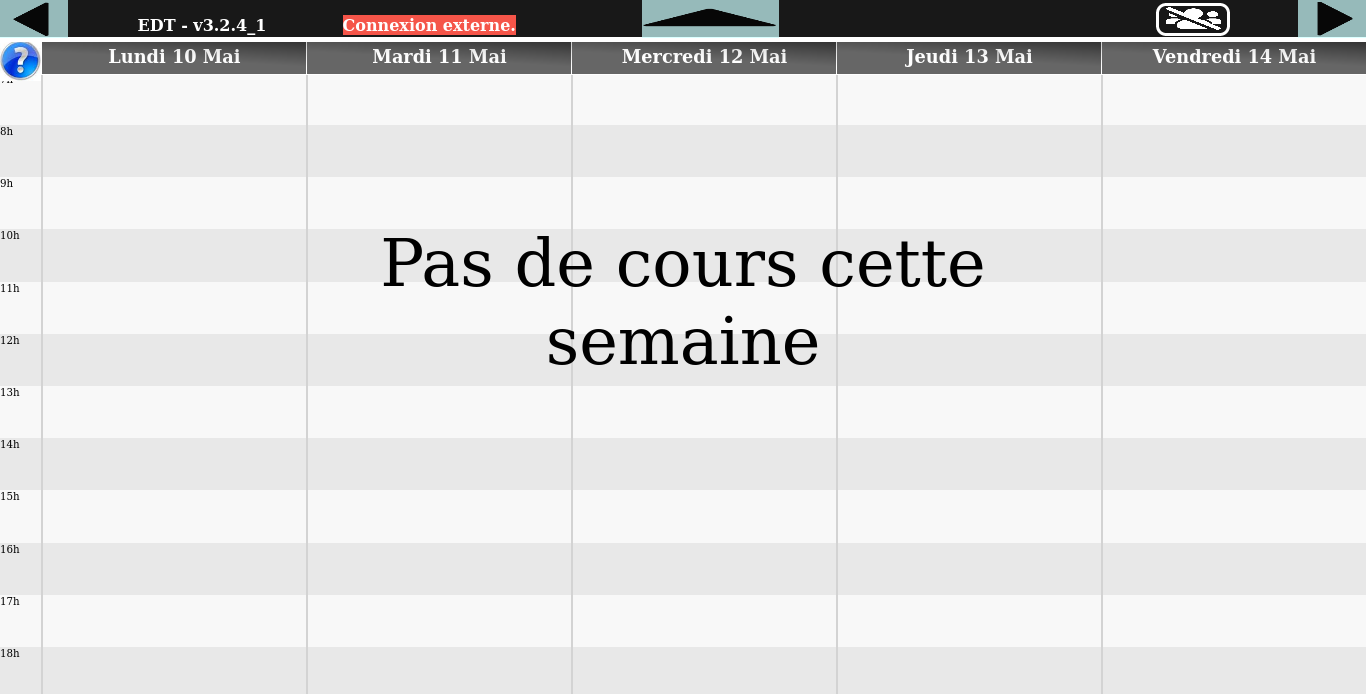 EDT - v3.2.4_1 Connexion externe.
Lundi 10 Mai Mardi 11 Mai Mercredi 12 Mai Jeudi 13 Mai Vendredi 14 Mai
8h
9h
10h
Pas de cours cette
11h
semaine
12h
13h
14h
15h
16h
17h
18h